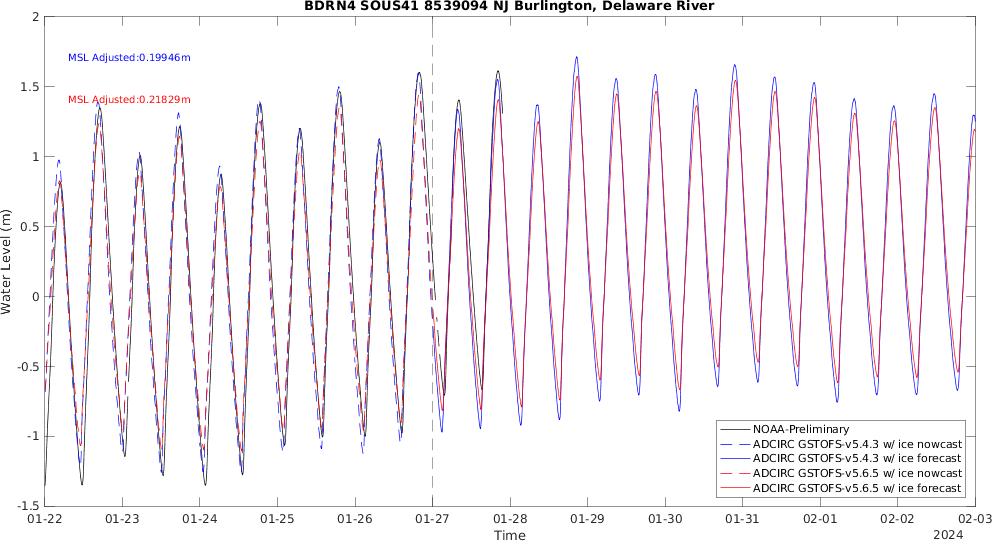 BDRN4 SOUS41 8539094 NJ Burlington, Delaware River
2
1.5
1
0.5
0
-0.5
-1
-1.5
Water Level (m)
MSL Adjusted:0.19946m
MSL Adjusted:0.21829m
NOAA-Preliminary
ADCIRC GSTOFS-v5.4.3 w/ ice nowcast
ADCIRC GSTOFS-v5.4.3 w/ ice forecast
ADCIRC GSTOFS-v5.6.5 w/ ice nowcast
ADCIRC GSTOFS-v5.6.5 w/ ice forecast
01-22 01-23 01-24 01-25 01-26 01-27 01-28 01-29 01-30 01-31 02-01 02-02 02-03
Time
2024